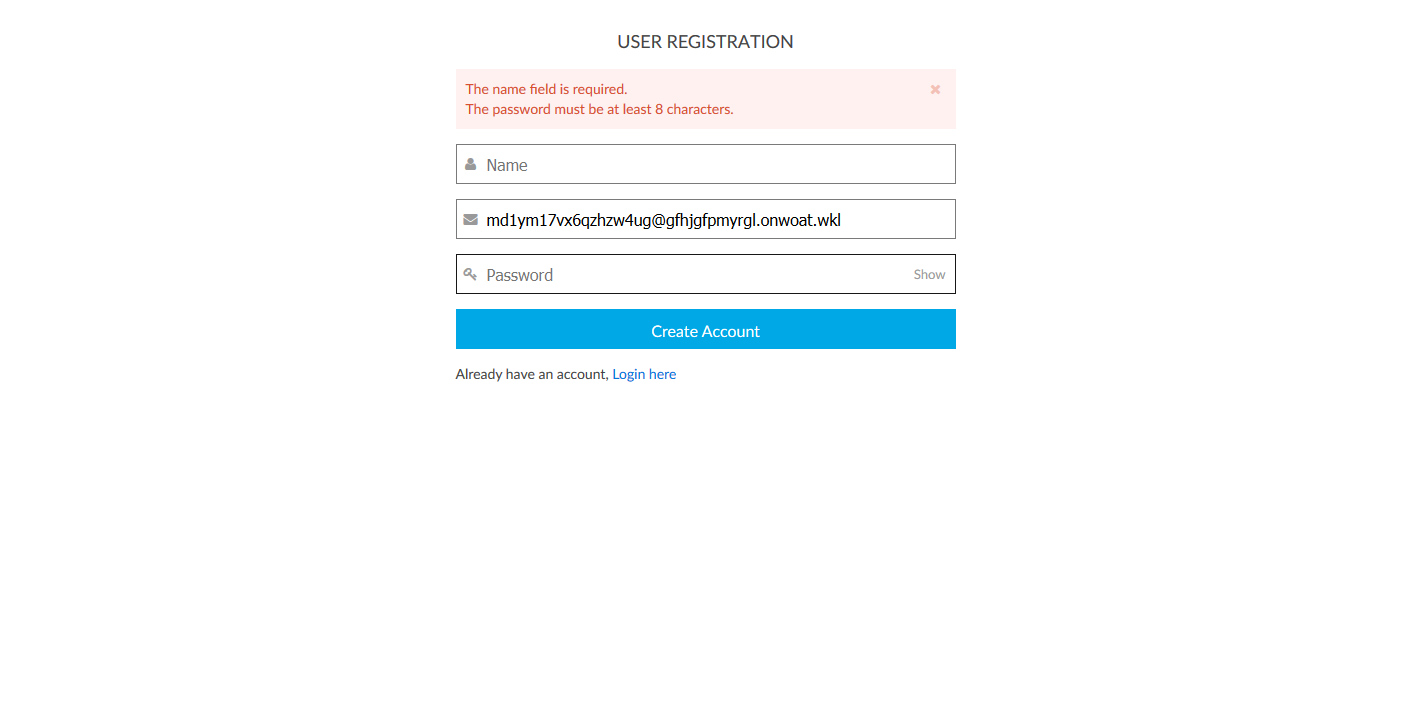 USER REGISTRATION
The name field is required.
The password must be at least 8 characters.
Name
md1ym17vx6qzhzw4ug@gfhjgfpmyrgl.onwoat.wkl
Password Show
Create Account
Already have an account, Login here